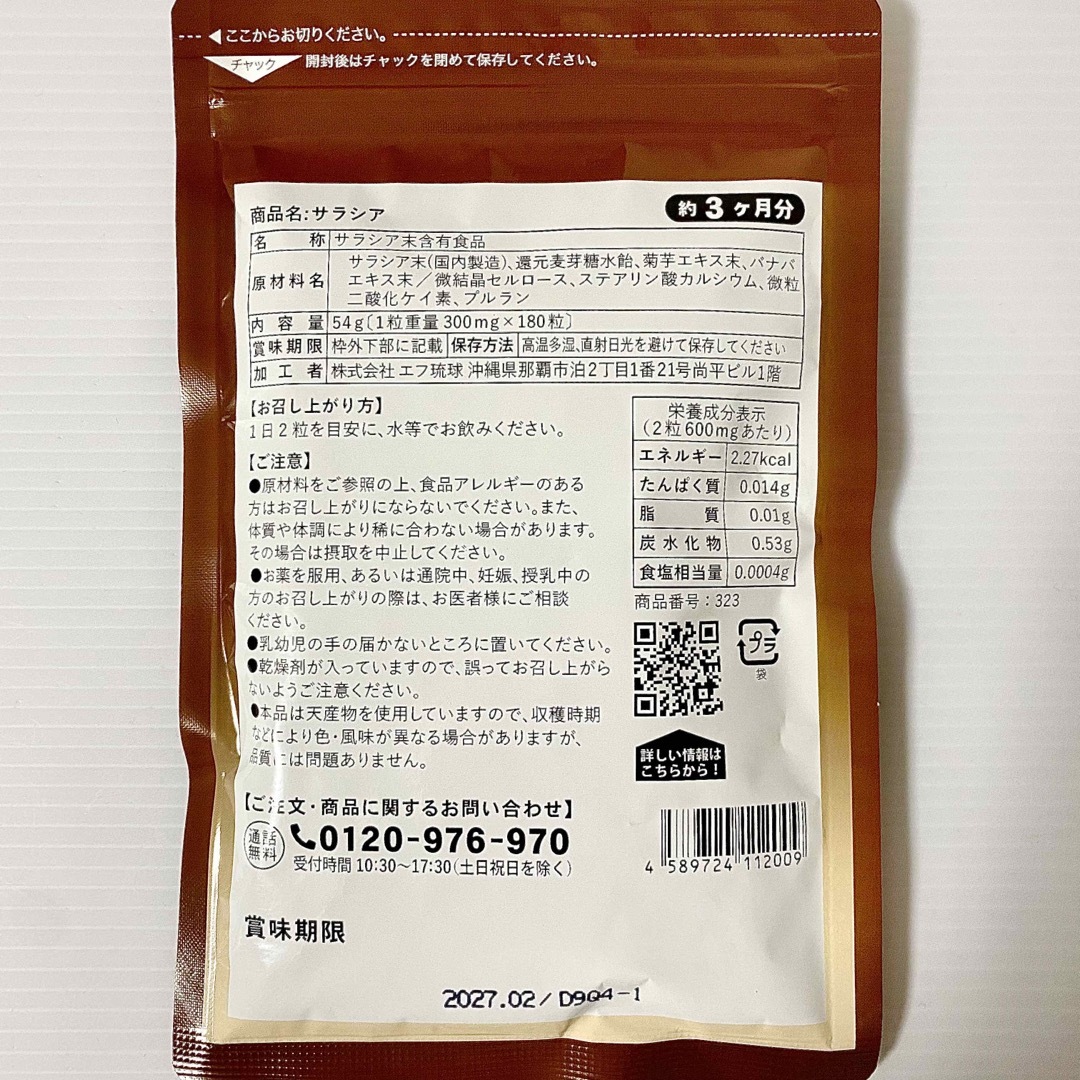 ◀ここからお切りください。
チャック
開封後はチャックを閉めて保存してください。
商品名:サラシア
約3ヶ月分
名称 サラシア末含有食品
原材料名 サラシア末(国内製造)、還元麦芽糖水飴、菊芋エキス末、バナバ
エキス末/微結晶セルロース、ステアリン酸カルシウム、微粒
二酸化ケイ素、プルラン
内容量 54g〔1粒重量300mg×180粒〕
賞味期限 枠外下部に記載 保存方法 高温多湿、直射日光を避けて保存してください
加工者 株式会社エフ琉球 沖縄県那覇市泊2丁目1番21号尚平ビル1階
【お召し上がり方】
1日2粒を目安に、水等でお飲みください。
【ご注意】
●原材料をご参照の上、食品アレルギーのある
方はお召し上がりにならないでください。また、
体質や体調により稀に合わない場合があります。
その場合は摂取を中止してください。
●お薬を服用、あるいは通院中、妊娠、授乳中の
方のお召し上がりの際は、お医者様にご相談
ください。
●乳幼児の手の届かないところに置いてください。
●乾燥剤が入っていますので、誤ってお召し上がら
ないようご注意ください。
●本品は天産物を使用していますので、収穫時期
などにより色・風味が異なる場合がありますが、
品質には問題ありません。
栄養成分表示
(2粒600mgあたり)
エネルギー 2.27kcal
たんぱく質 0.014g
脂質 0.01g
炭水化物 0.53g
食塩相当量 0.0004g
商品番号:323
プラ
袋
詳しい情報は
こちらから!
【ご注文・商品に関するお問い合わせ】
通話
無料
0120-976-970
受付時間 10:30~17:30(土日祝日を除く)
4 589724 112009
賞味期限
2027.02/D9Q4-1